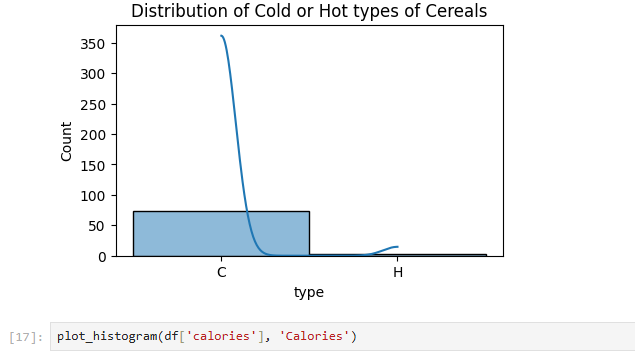 Distribution of Cold or Hot types of Cereals
350
300
250
200
150
100
50
0
Count
C H
type
[17]: plot_histogram(df['calories'], 'Calories')